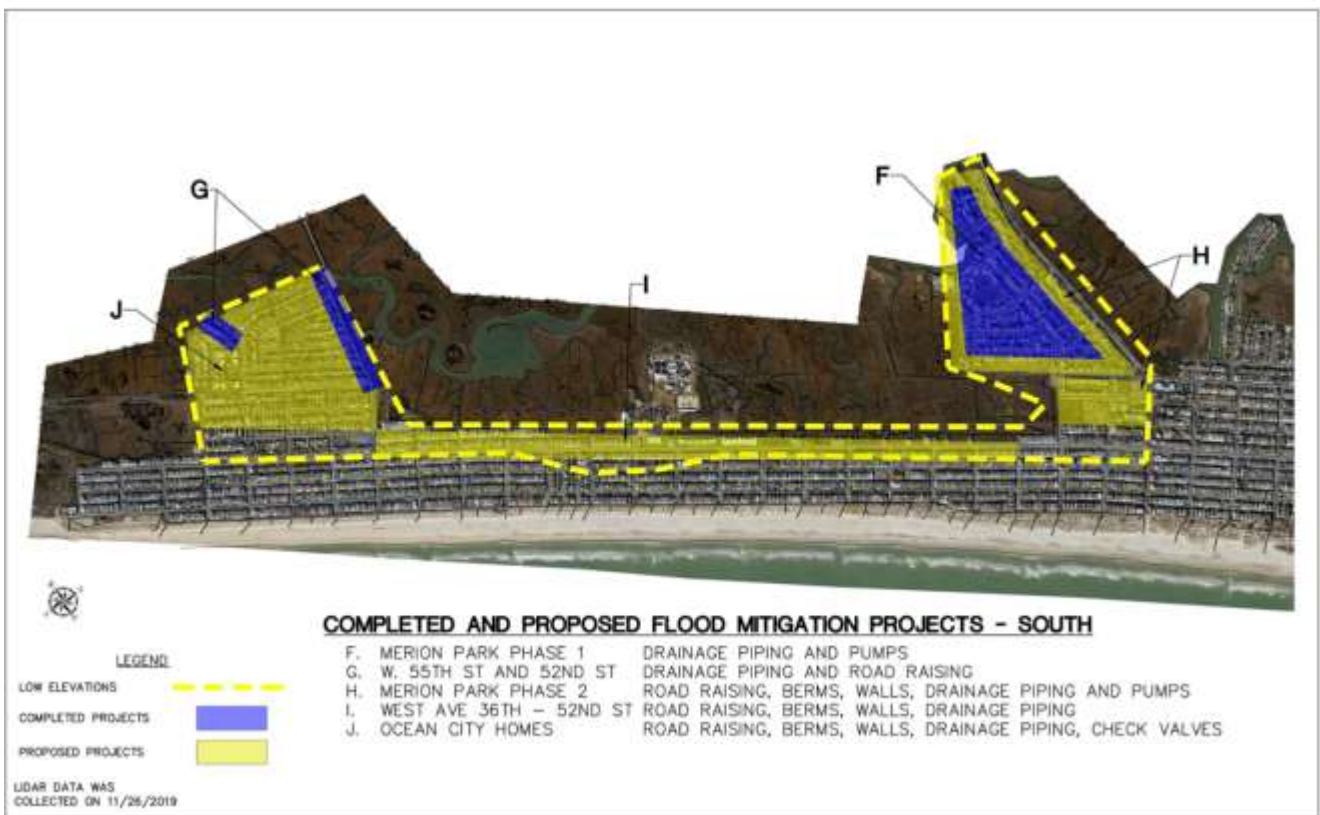 G
F
H
I
J
COMPLETED AND PROPOSED FLOOD MITIGATION PROJECTS - SOUTH
F. MERION PARK PHASE 1 DRAINAGE PIPING AND PUMPS
G. W. 55TH ST AND 52ND ST DRAINAGE PIPING AND ROAD RAISING
H. MERION PARK PHASE 2 ROAD RAISING, BERMS, WALLS, DRAINAGE PIPING AND PUMPS
I. WEST AVE 36TH - 52ND ST ROAD RAISING, BERMS, WALLS, DRAINAGE PIPING
J. OCEAN CITY HOMES ROAD RAISING, BERMS, WALLS, DRAINAGE PIPING, CHECK VALVES
LEGEND
LOW ELEVATIONS
COMPLETED PROJECTS
PROPOSED PROJECTS
LIDAR DATA WAS
COLLECTED ON 11/26/2019